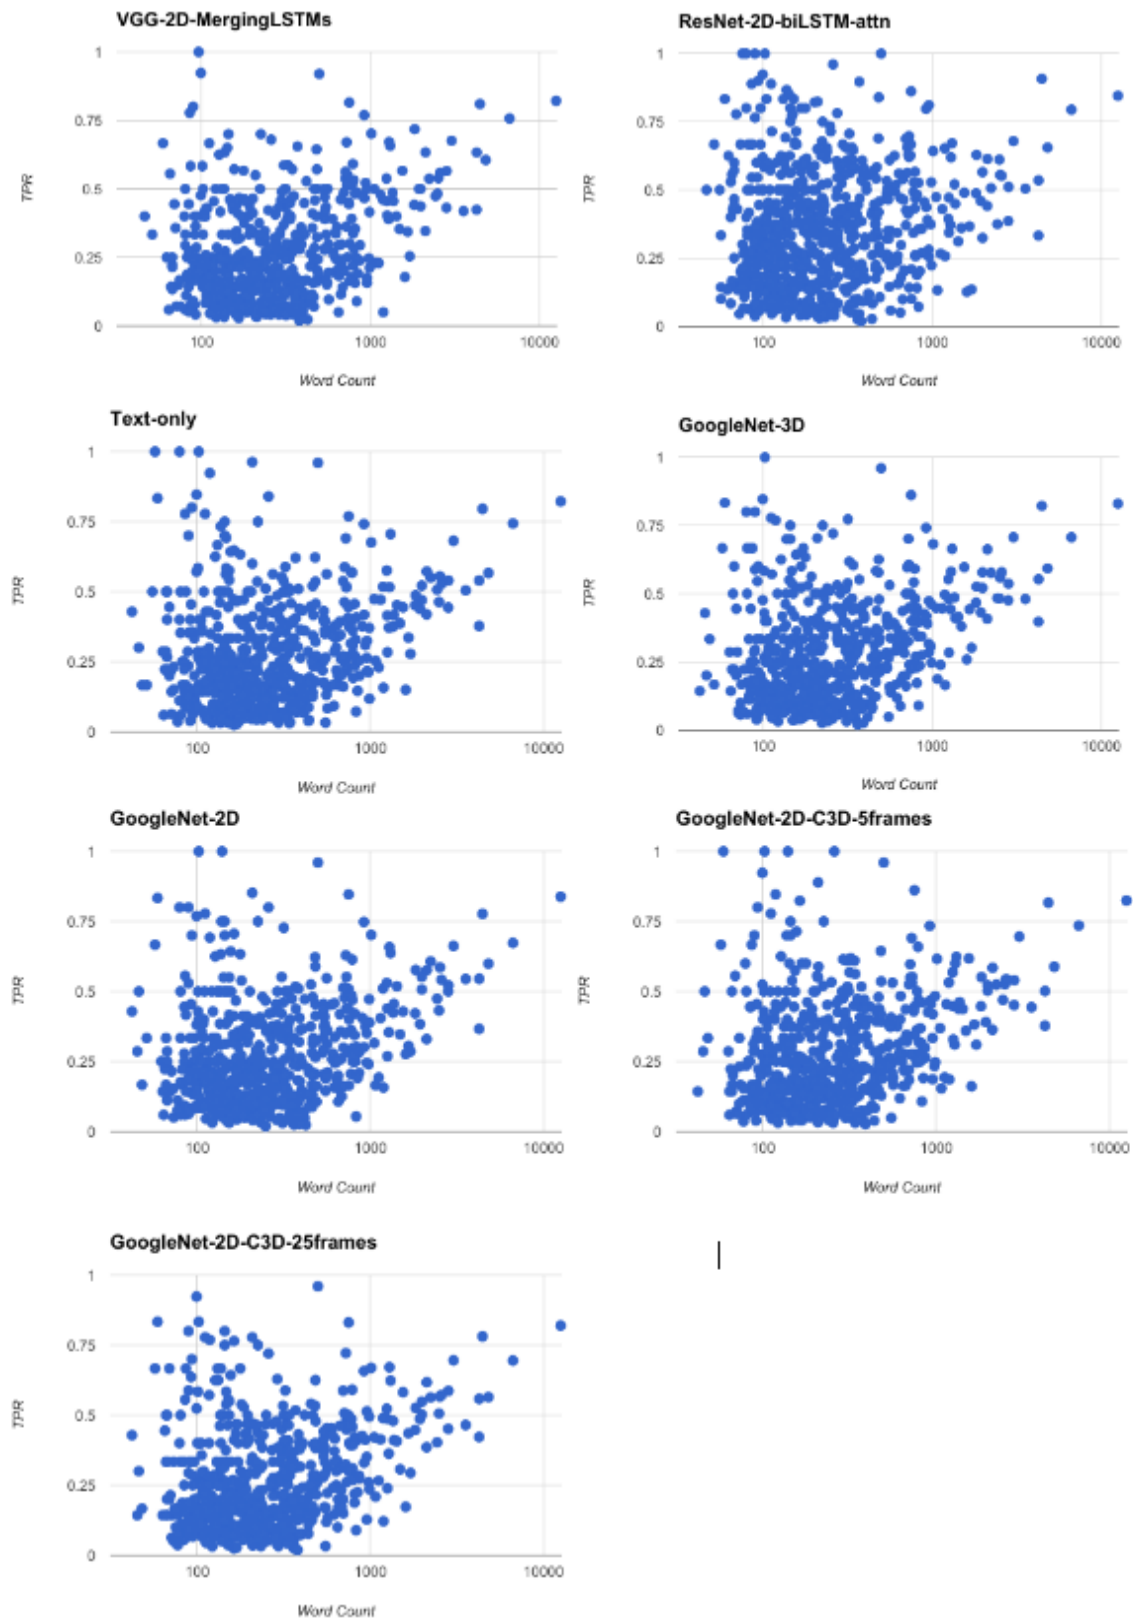 VGG-2D-MergingLSTMs
1
0.75
0.5
0.25
0
TPR
100
1000
10000
Word Count
ResNet-2D-biLSTM-attn
1
0.75
0.5
0.25
0
TPR
100
1000
10000
Word Count
Text-only
1
0.75
0.5
0.25
0
TPR
100
1000
10000
Word Count
GoogleNet-3D
1
0.75
0.5
0.25
0
TPR
100
1000
10000
Word Count
GoogleNet-2D
1
0.75
0.5
0.25
0
TPR
100
1000
10000
Word Count
GoogleNet-2D-C3D-5frames
1
0.75
0.5
0.25
0
TPR
100
1000
10000
Word Count
GoogleNet-2D-C3D-25frames
1
0.75
0.5
0.25
0
TPR
100
1000
10000
Word Count